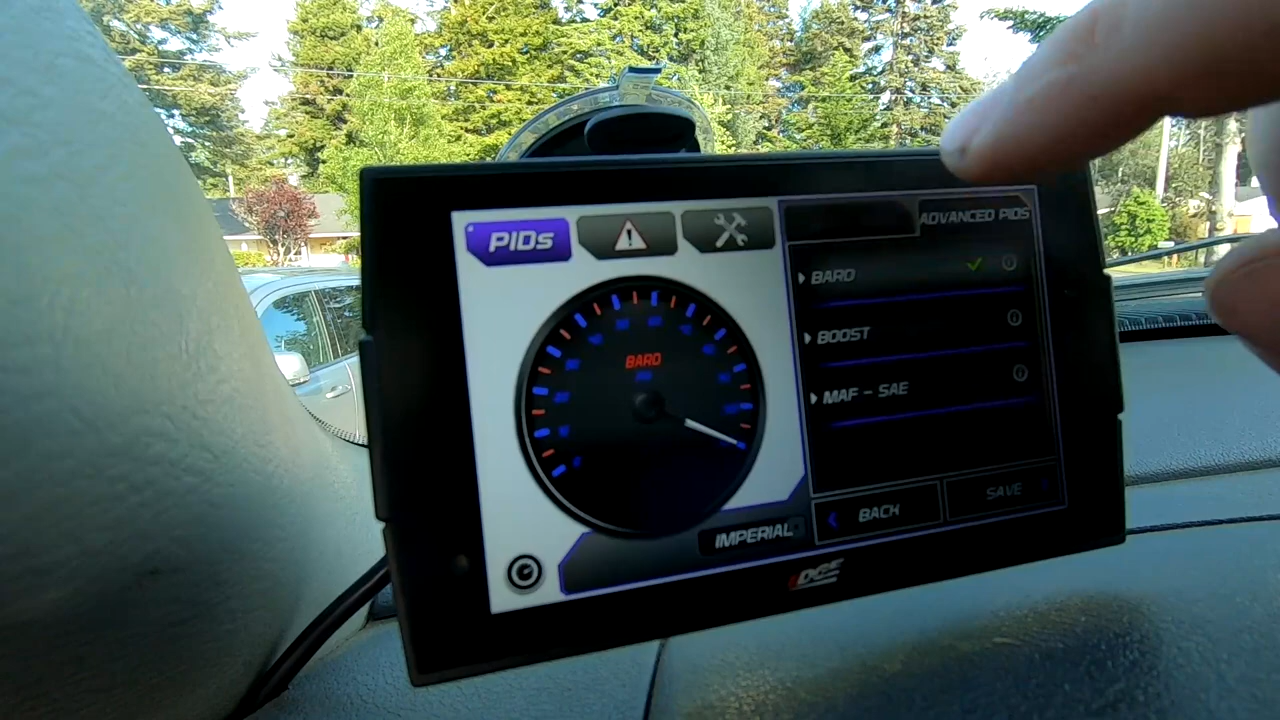 PIDs
ADVANCED PIDS
BARO
BOOST
MAF - SAE
BARO
IMPERIAL
BACK
SAVE
EDGE